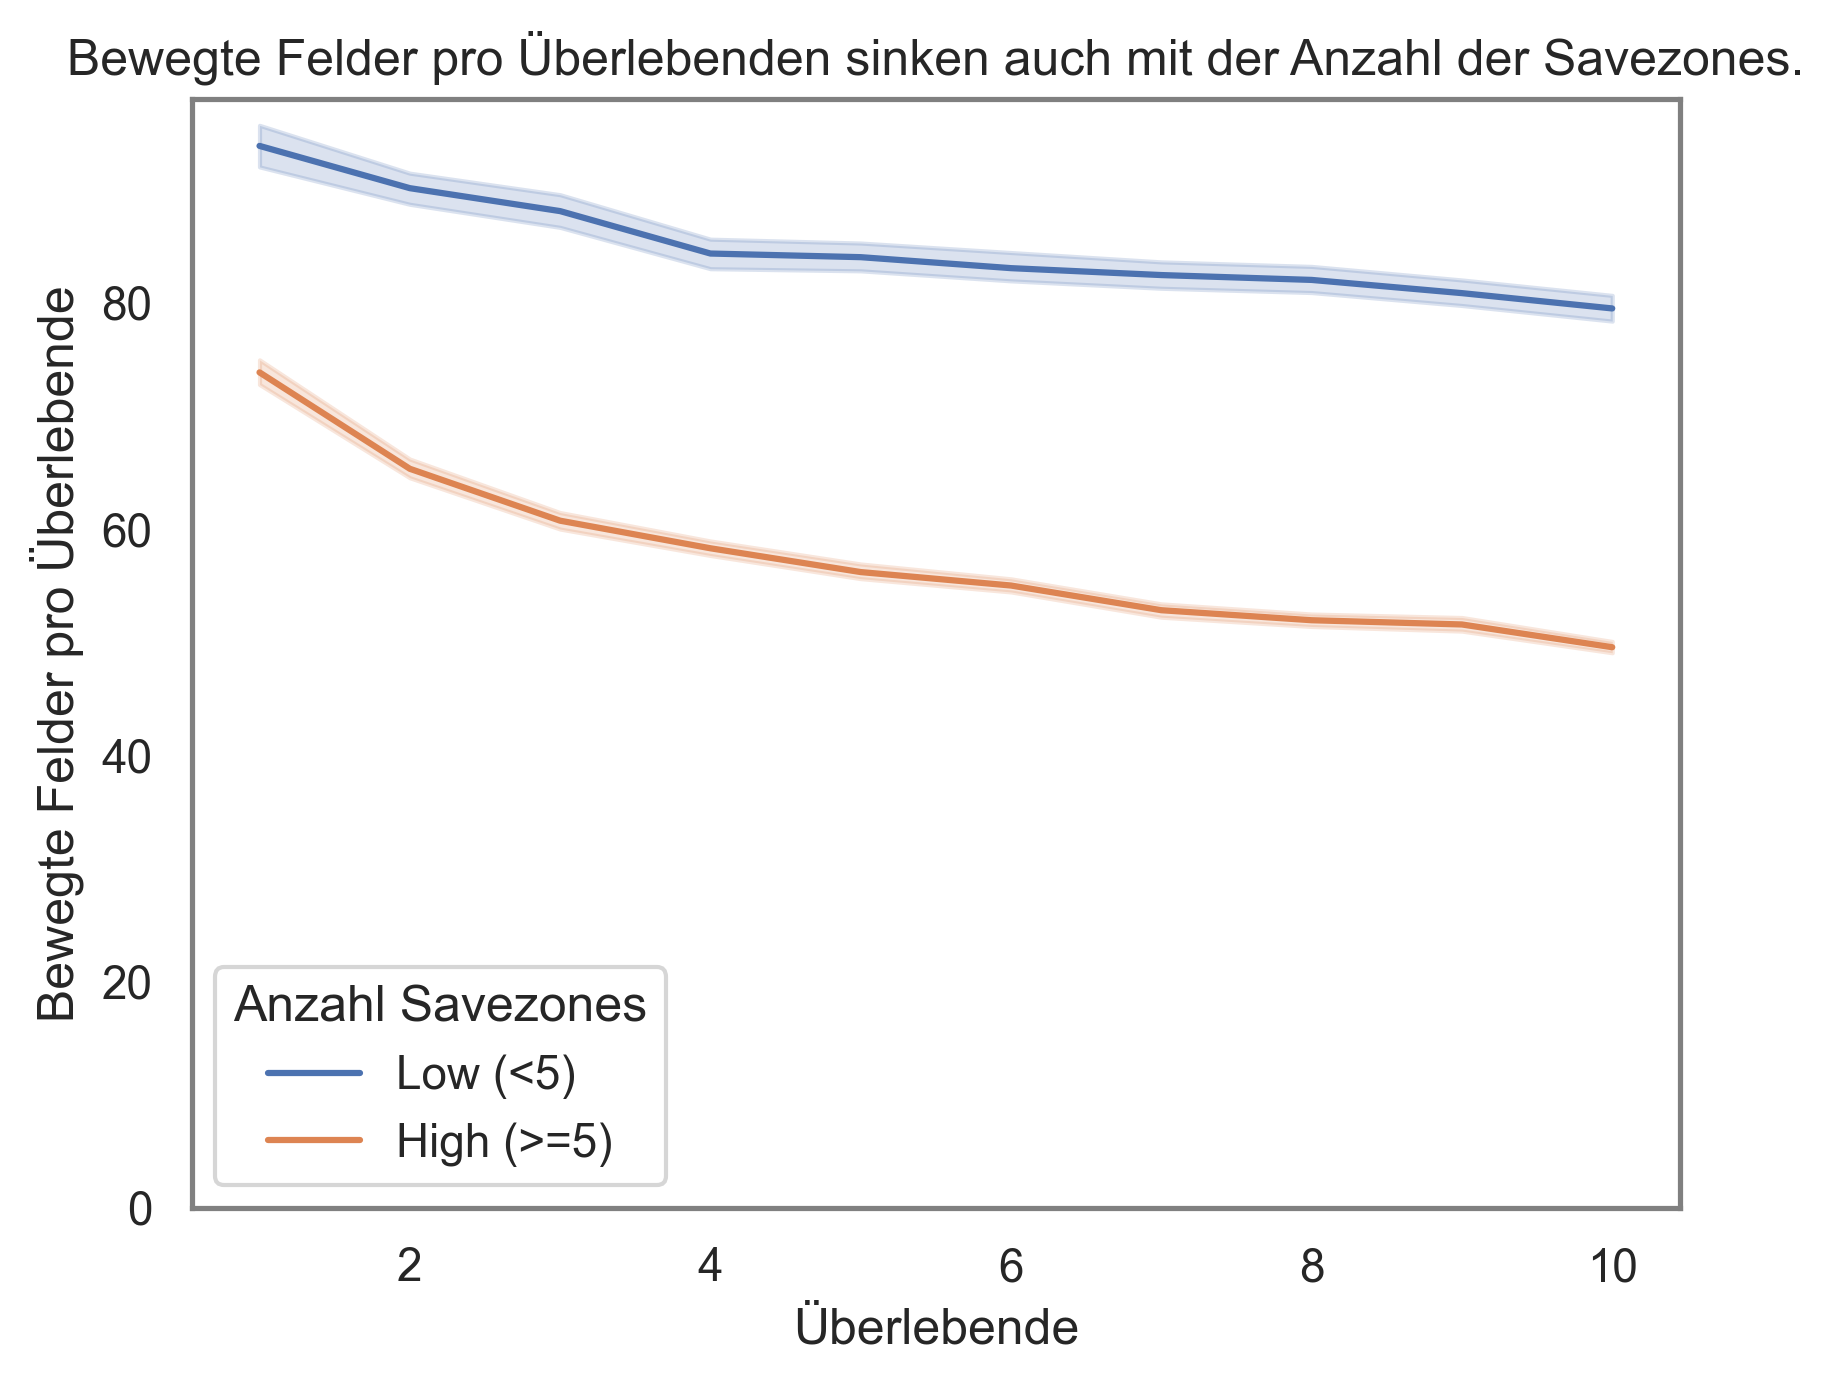 Bewegte Felder pro Überlebenden sinken auch mit der Anzahl der Savezones.
Bewegte Felder pro Überlebende
80
60
40
20
0
Anzahl Savezones
Low (<5)
High (>=5)
2 4 6 8 10
Überlebende